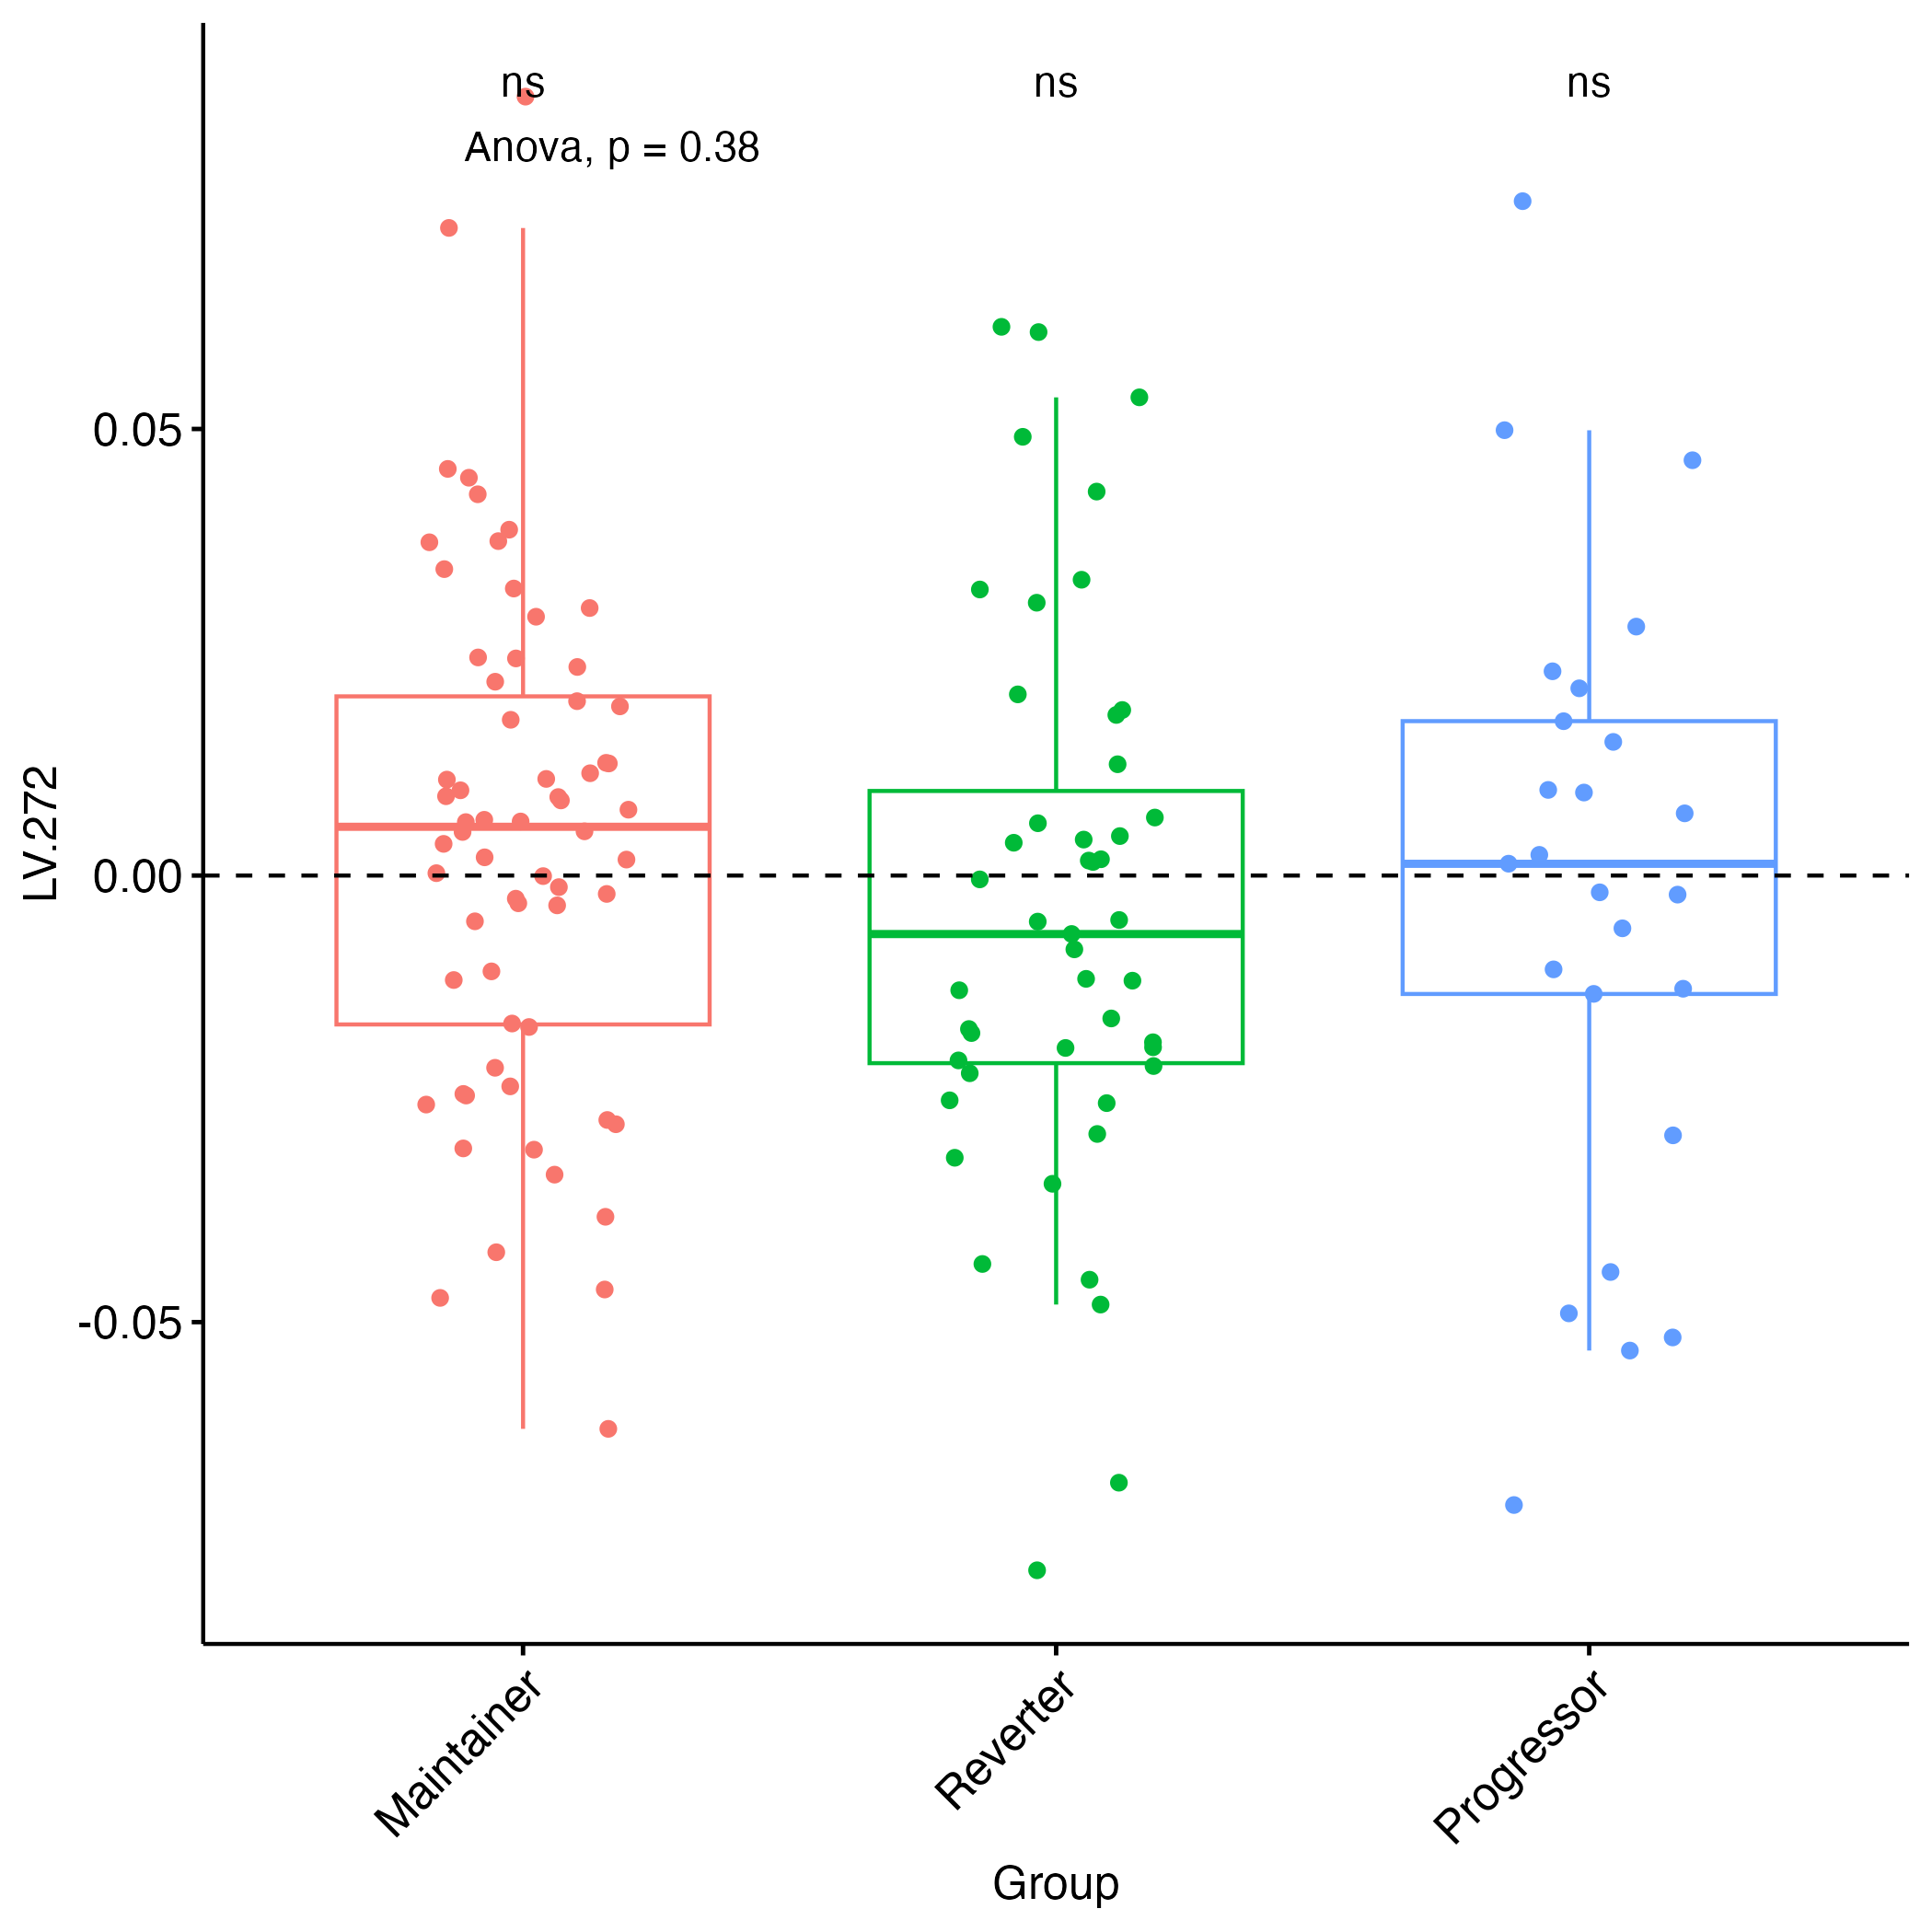 ns ns ns
Anova, p = 0.38
0.05
0.00
-0.05
LV.272
Maintainer
Reverter
Progressor
Group